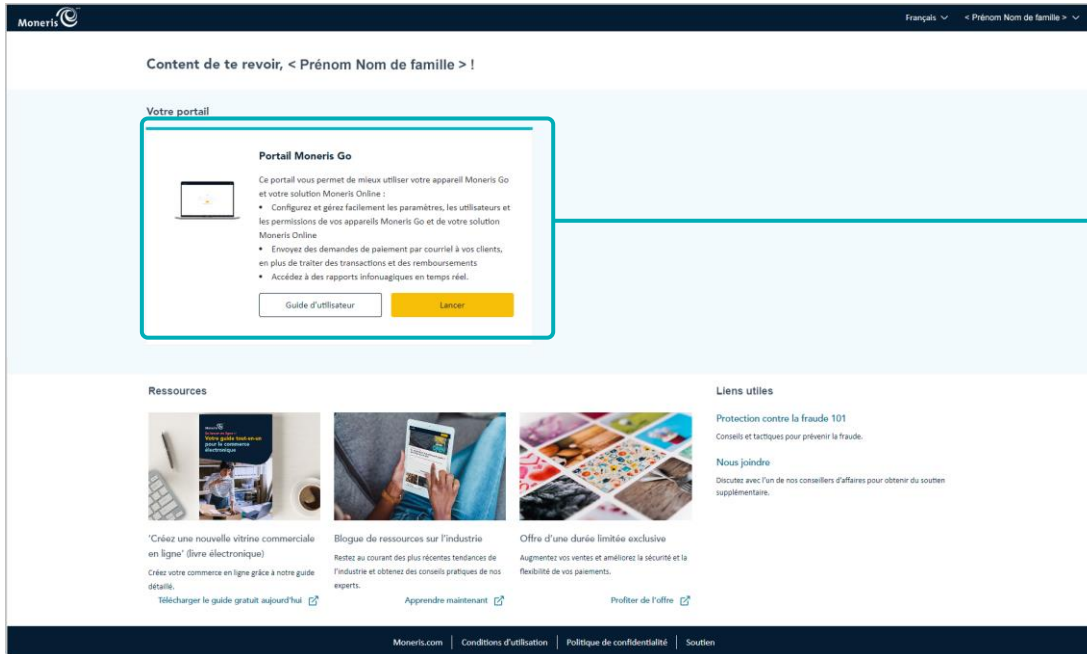 Moneris
Français
< Prénom Nom de famille >
Content de te revoir, < Prénom Nom de famille > !
Votre portail
Portail Moneris Go
Ce portail vous permet de mieux utiliser votre appareil Moneris Go
et votre solution Moneris Online :
• Configurez et gérez facilement les paramètres, les utilisateurs et
les permissions de vos appareils Moneris Go et de votre solution
Moneris Online
• Envoyez des demandes de paiement par courriel à vos clients,
en plus de traiter des transactions et des remboursements
• Accédez à des rapports infonuagiques en temps réel.
Guide d'utilisateur
Lancer
Ressources
Moneris
Votre guide tout-en-un
pour le commerce
électronique
'Créez une nouvelle vitrine commerciale
en ligne' (livre électronique)
Créez votre commerce en ligne grâce à notre guide
détaillé.
Télécharger le guide gratuit aujourd'hui
Blogue de ressources sur l'industrie
Restez au courant des plus récentes tendances de
l'industrie et obtenez des conseils pratiques de nos
experts.
Apprendre maintenant
Offre d'une durée limitée exclusive
Augmentez vos ventes et améliorez la sécurité et la
flexibilité de vos paiements.
Profiter de l'offre
Liens utiles
Protection contre la fraude 101
Conseils et tactiques pour prévenir la fraude.
Nous joindre
Discutez avec l'un de nos conseillers d'affaires pour obtenir du soutien
supplémentaire.
Moneris.com | Conditions d'utilisation | Politique de confidentialité | Soutien